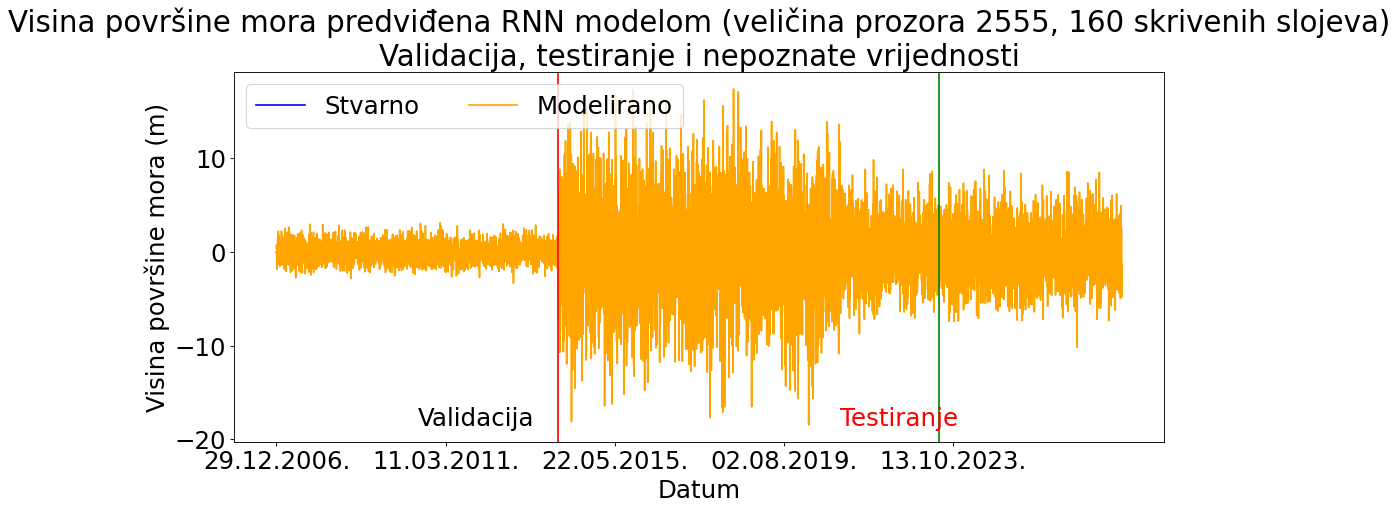 Visina površine mora predviđena RNN modelom (veličina prozora 2555, 160 skrivenih slojeva)
Validacija, testiranje i nepoznate vrijednosti
Stvarno
Modelirano
Visina površine mora (m)
10
0
−10
−20
Validacija
Testiranje
29.12.2006.
11.03.2011.
22.05.2015.
02.08.2019.
13.10.2023.
Datum